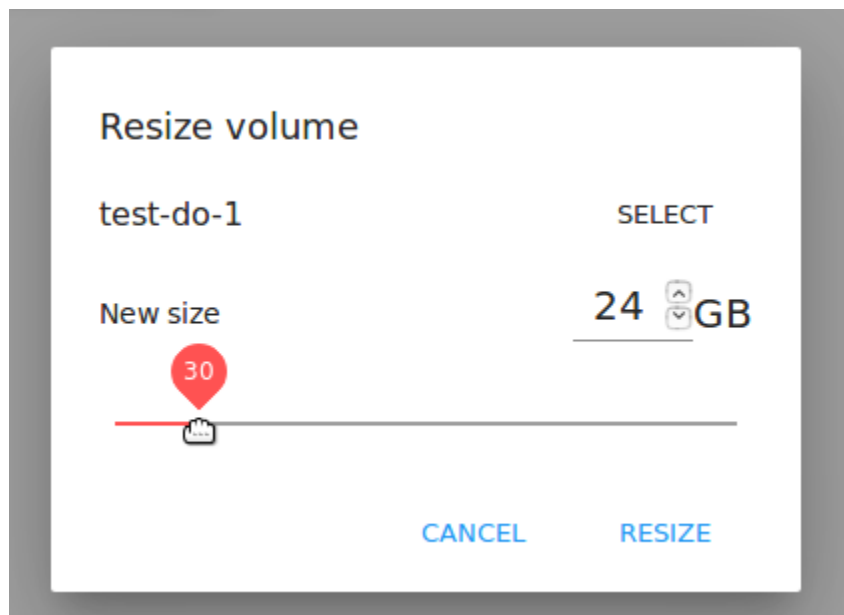 Resize volume
test-do-1 SELECT
New size 24 GB
30
CANCEL RESIZE